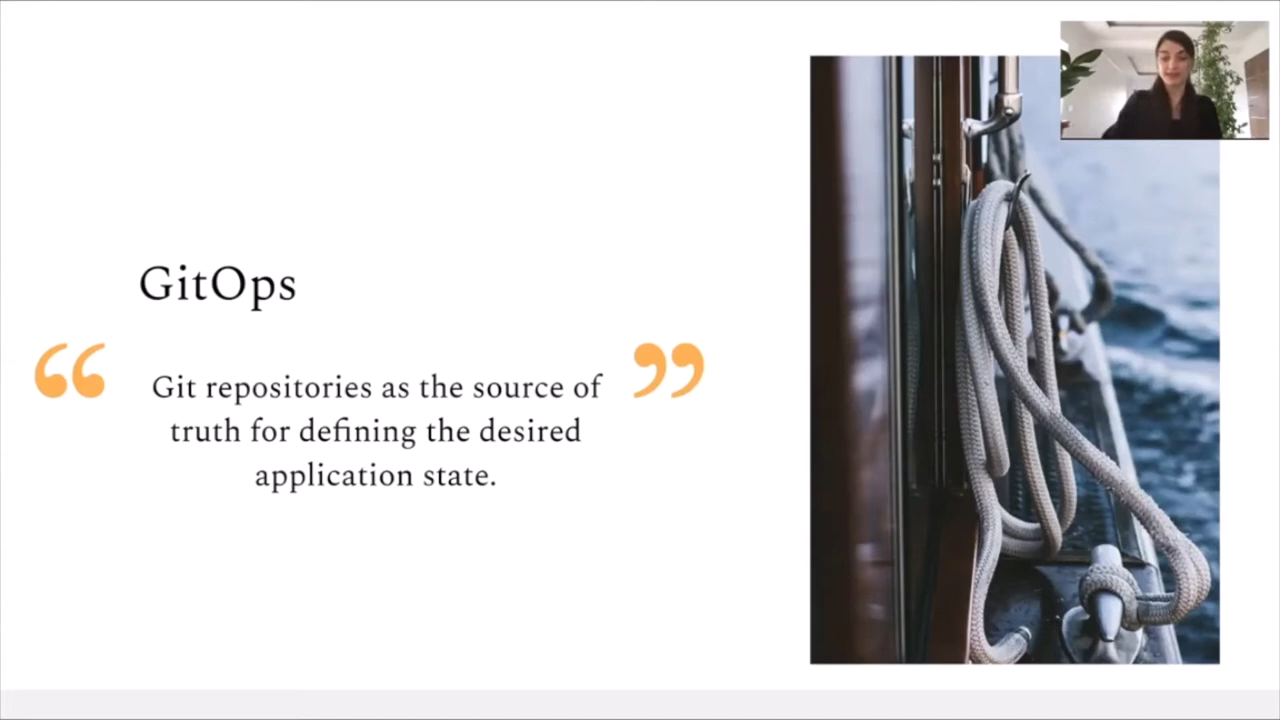 GitOps
“ Git repositories as the source of ”
truth for defining the desired
application state.